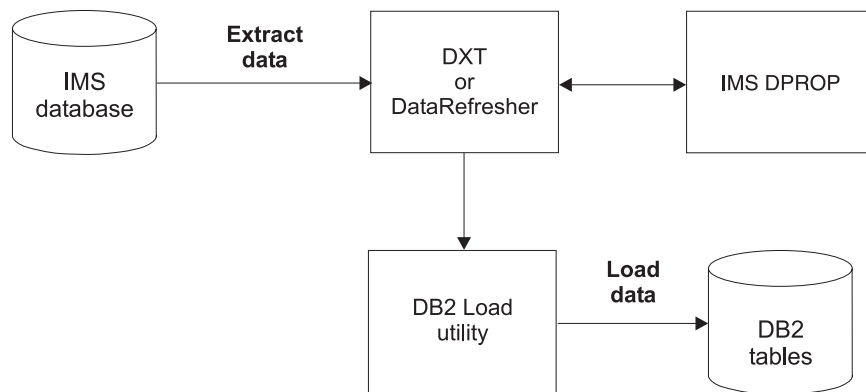 Extract
data
IMS
database
DXT
or
DataRefresher
IMS DPROP
DB2 Load
utility
Load
data
DB2
tables